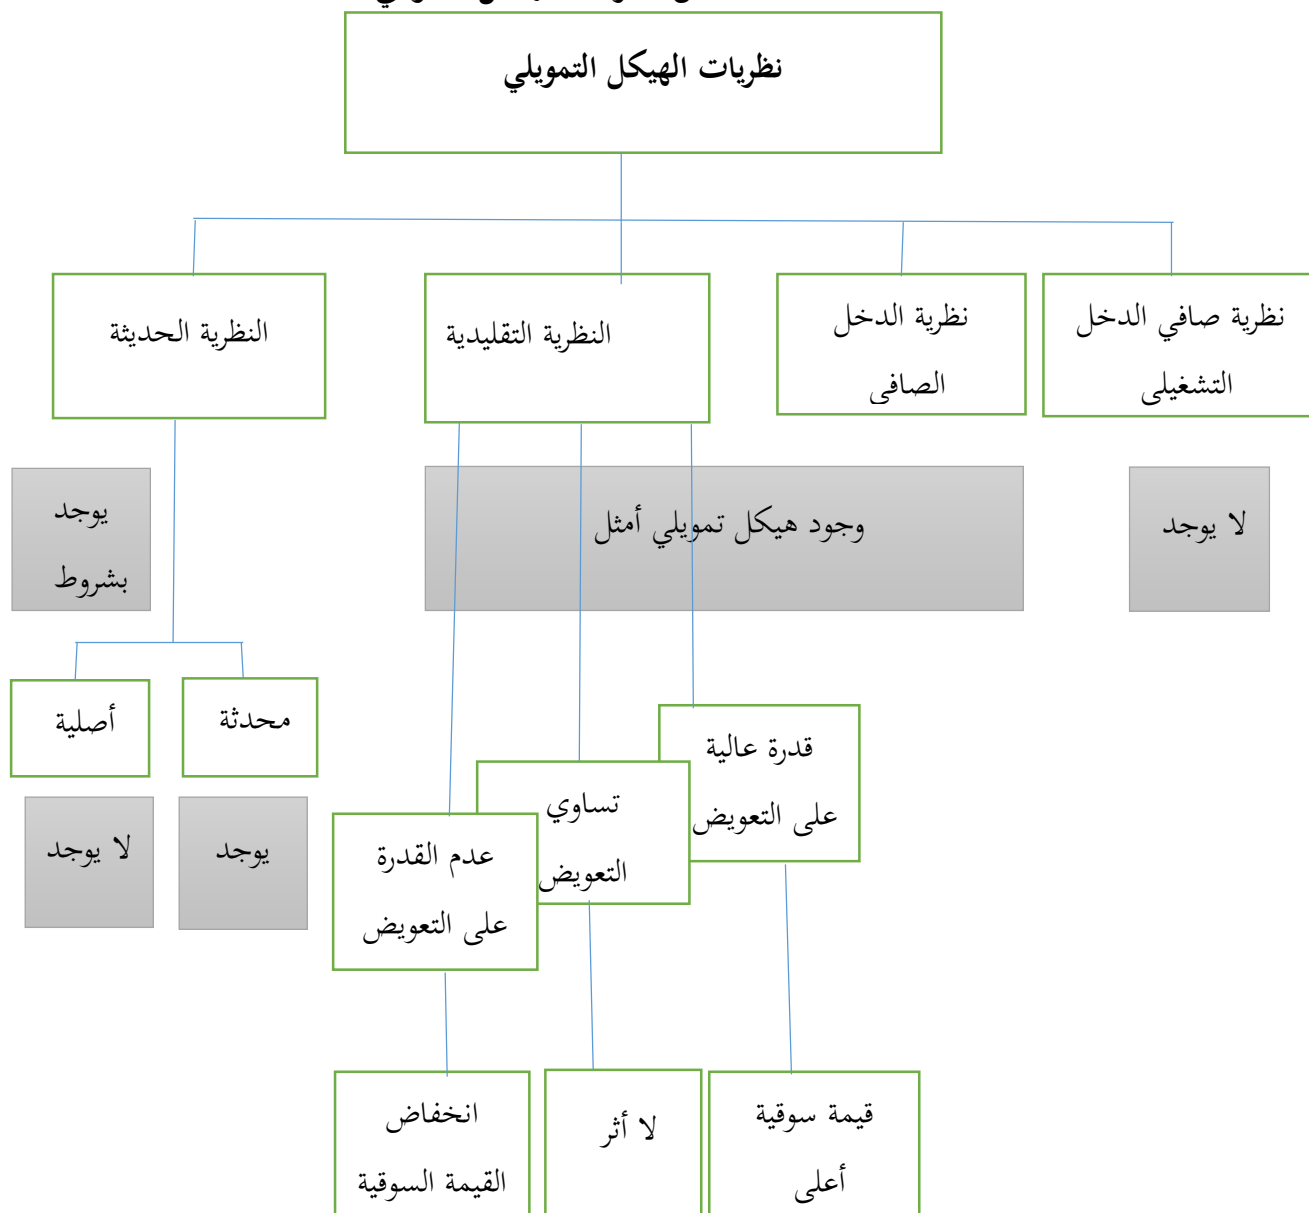 نظريات الهيكل التمويلي
نظرية صافي الدخل
التشغيلي
نظرية الدخل
الصافي
النظرية التقليدية
النظرية الحديثة
لا يوجد
وجود هيكل تمويلي أمثل
يوجد
بشروط
محدثة
أصلية
يوجد
لا يوجد
قدرة عالية
على التعويض
تساوي
التعويض
عدم القدرة
على التعويض
قيمة سوقية
أعلى
لا أثر
انخفاض
القيمة السوقية